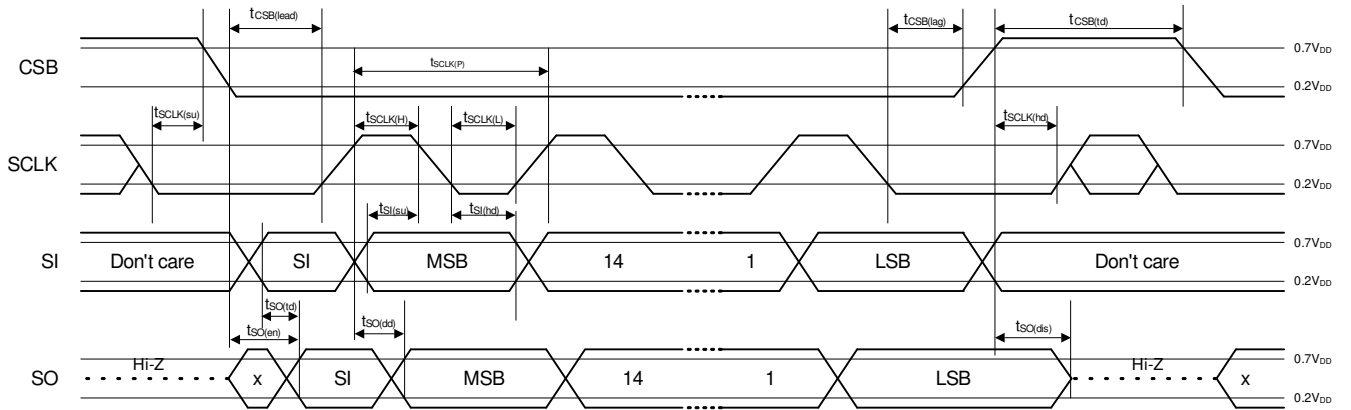 tCSB(lead) tCSB(lag) tCSB(td)
CSB tSCLK(P) 0.7VDD
0.2VDD
tSCLK(su) tSCLK(H) tSCLK(L) tSCLK(hd)
SCLK 0.7VDD
0.2VDD
tSI(su) tSI(hd)
0.7VDD
SI Don't care SI MSB 14 1 LSB Don't care
0.2VDD
tSO(td)
tSO(en) tSO(dd) tSO(dis)
Hi-Z Hi-Z 0.7VDD
SO x SI MSB 14 1 LSB x
0.2VDD